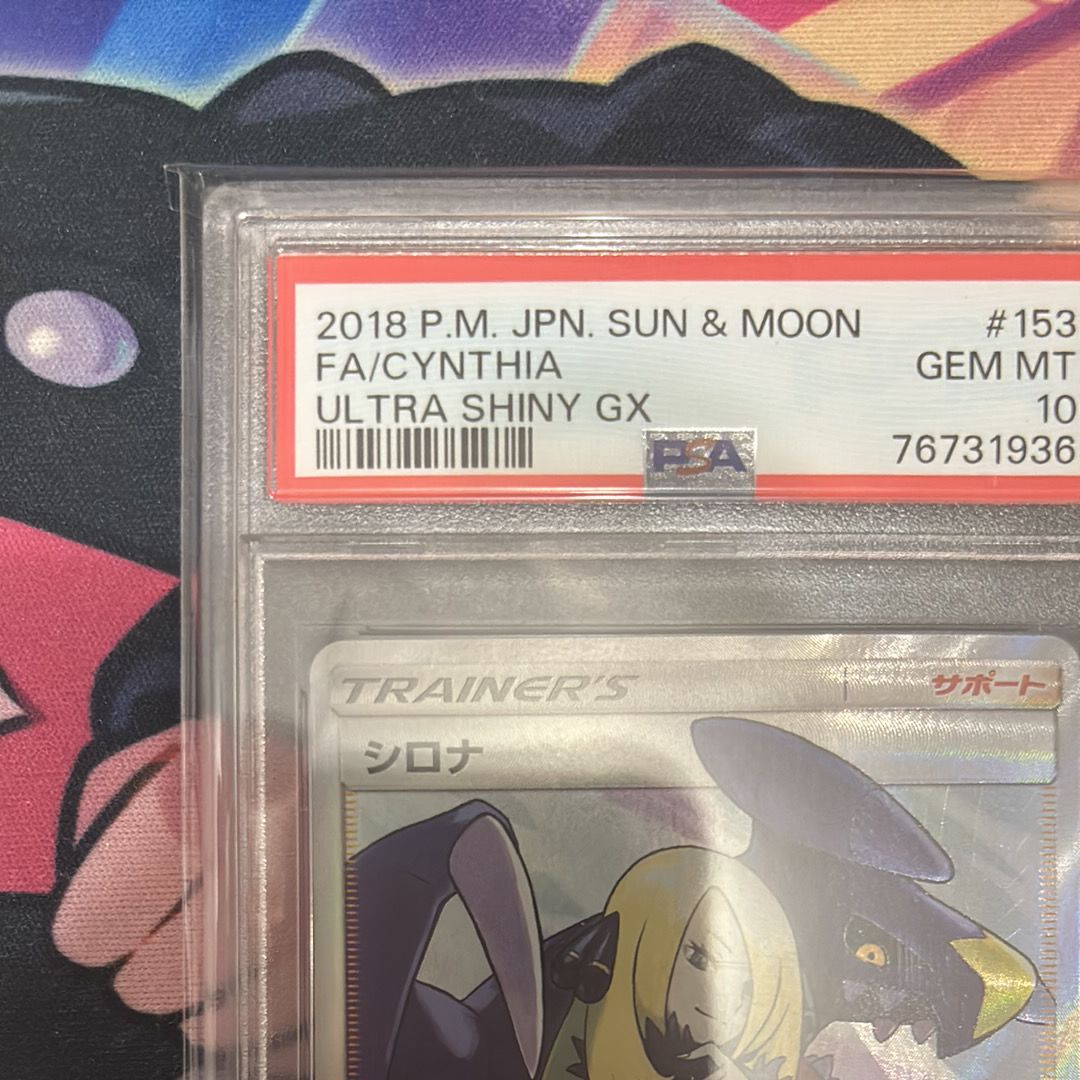 2018 P.M. JPN. SUN & MOON #153
FA/CYNTHIA GEM MT
ULTRA SHINY GX 10
PSA 76731936
TRAINER'S サポート
シロナ